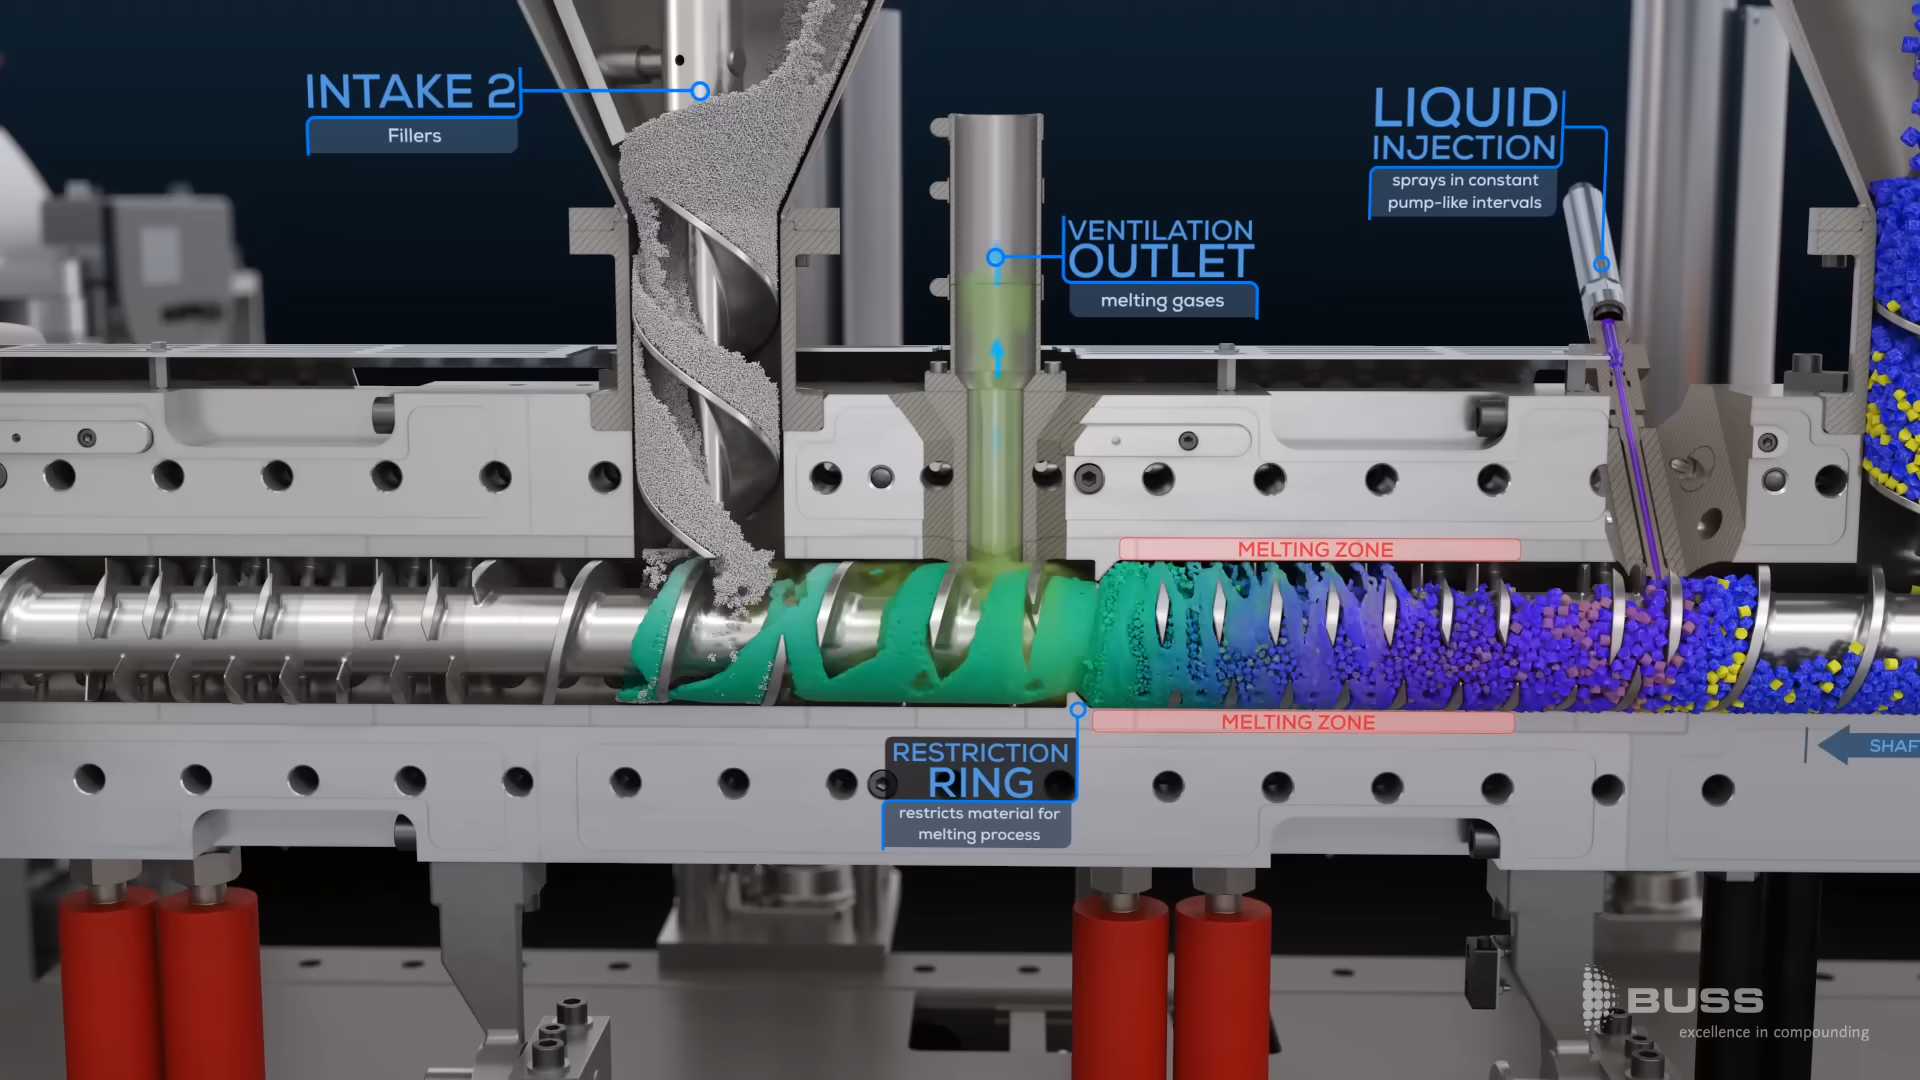 INTAKE 2
Fillers
LIQUID
INJECTION
sprays in constant
pump-like intervals
VENTILATION
OUTLET
melting gases
MELTING ZONE
MELTING ZONE
RESTRICTION
RING
restricts material for
melting process
SHAF
BUSS
excellence in compounding